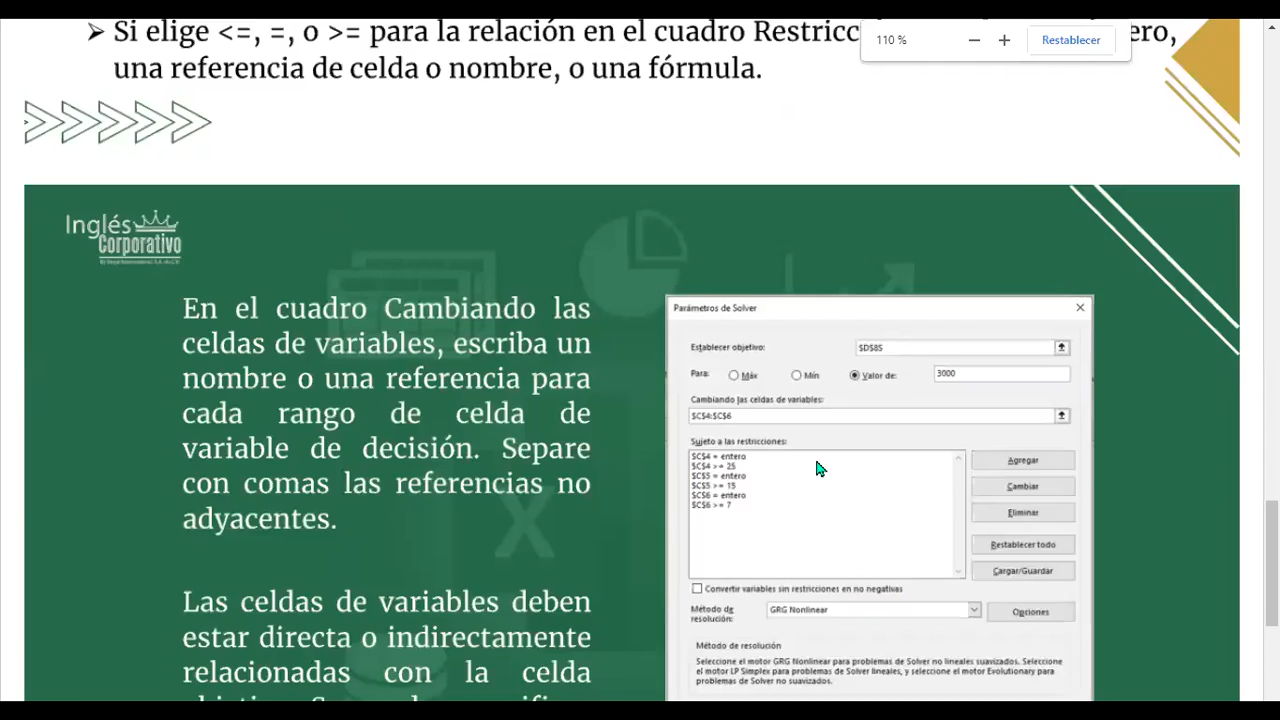 ➤ Si elige <=, =, o >= para la relación en el cuadro Restricc
ero,
una referencia de celda o nombre, o una fórmula.
110 %
Restablecer
Inglés
Corporativo
En el cuadro Cambiando las
celdas de variables, escriba un
nombre o una referencia para
cada rango de celda de
variable de decisión. Separe
con comas las referencias no
adyacentes.
Las celdas de variables deben
estar directa o indirectamente
relacionadas con la celda
Parámetros de Solver
Establecer objetivo:
$D$8$
Para:
Máx
Mín
Valor de:
3000
Cambiando las celdas de variables:
$C$4:$C$6
Sujeto a las restricciones:
$C$4 = entero
$C$4 >= 25
$C$5 = entero
$C$5 >= 15
$C$6 = entero
$C$6 >= 7
Agregar
Cambiar
Eliminar
Restablecer todo
Cargar/Guardar
Convertir variables sin restricciones en no negativas
Método de
resolución:
GRG Nonlinear
Opciones
Método de resolución
Seleccione el motor GRG Nonlinear para problemas de Solver no lineales suavizados. Seleccione
el motor LP Simplex para problemas de Solver lineales, y seleccione el motor Evolutionary para
problemas de Solver no suavizados.